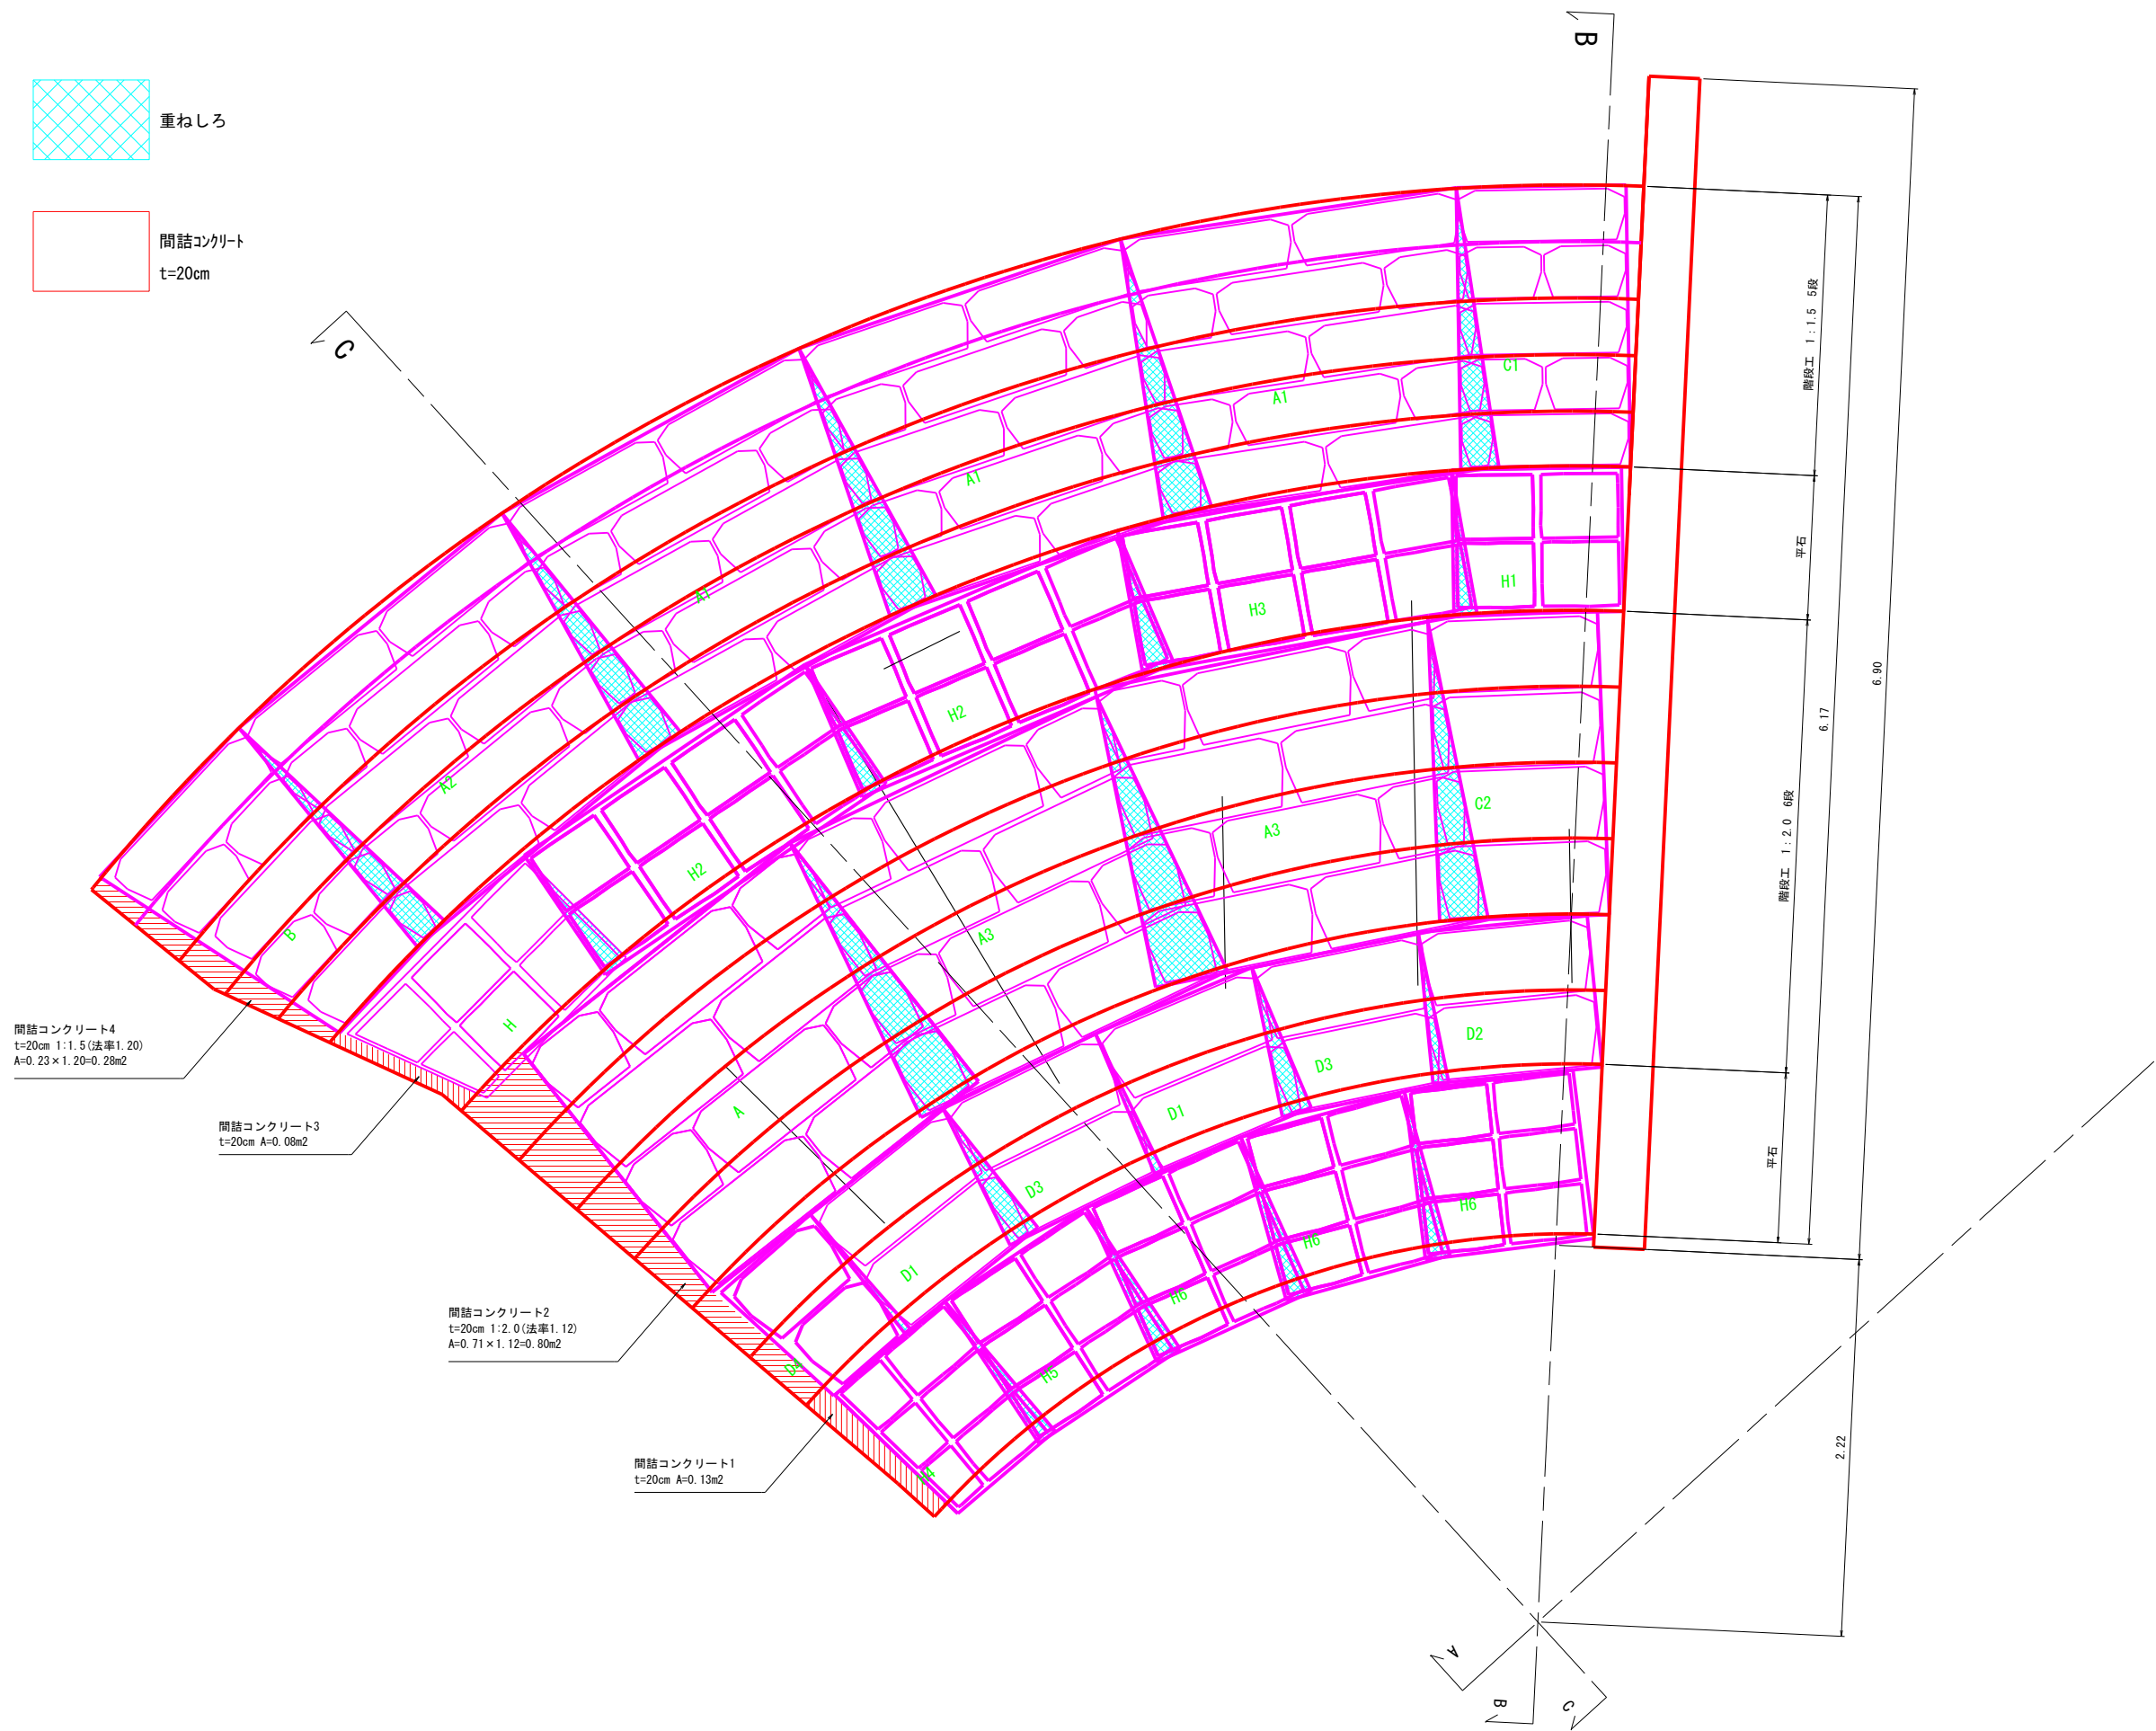 B
重ねしろ
間詰ｺﾝｸﾘｰﾄ
t=20cm
C
階段工 1:1.5 5段
C1
A1
A1
A1
A2
B
平石
H1
H3
H2
H2
H
6.90
6.17
階段工 1:2.0 6段
C2
A3
A3
A
D2
D3
D1
D3
D1
D4
平石
H6
H6
H6
H5
間詰コンクリート4
t=20cm 1:1.5(法率1.20)
A=0.23×1.20=0.28m2
間詰コンクリート3
t=20cm A=0.08m2
間詰コンクリート2
t=20cm 1:2.0(法率1.12)
A=0.71×1.12=0.80m2
間詰コンクリート1
t=20cm A=0.13m2
2.22
A
B
C